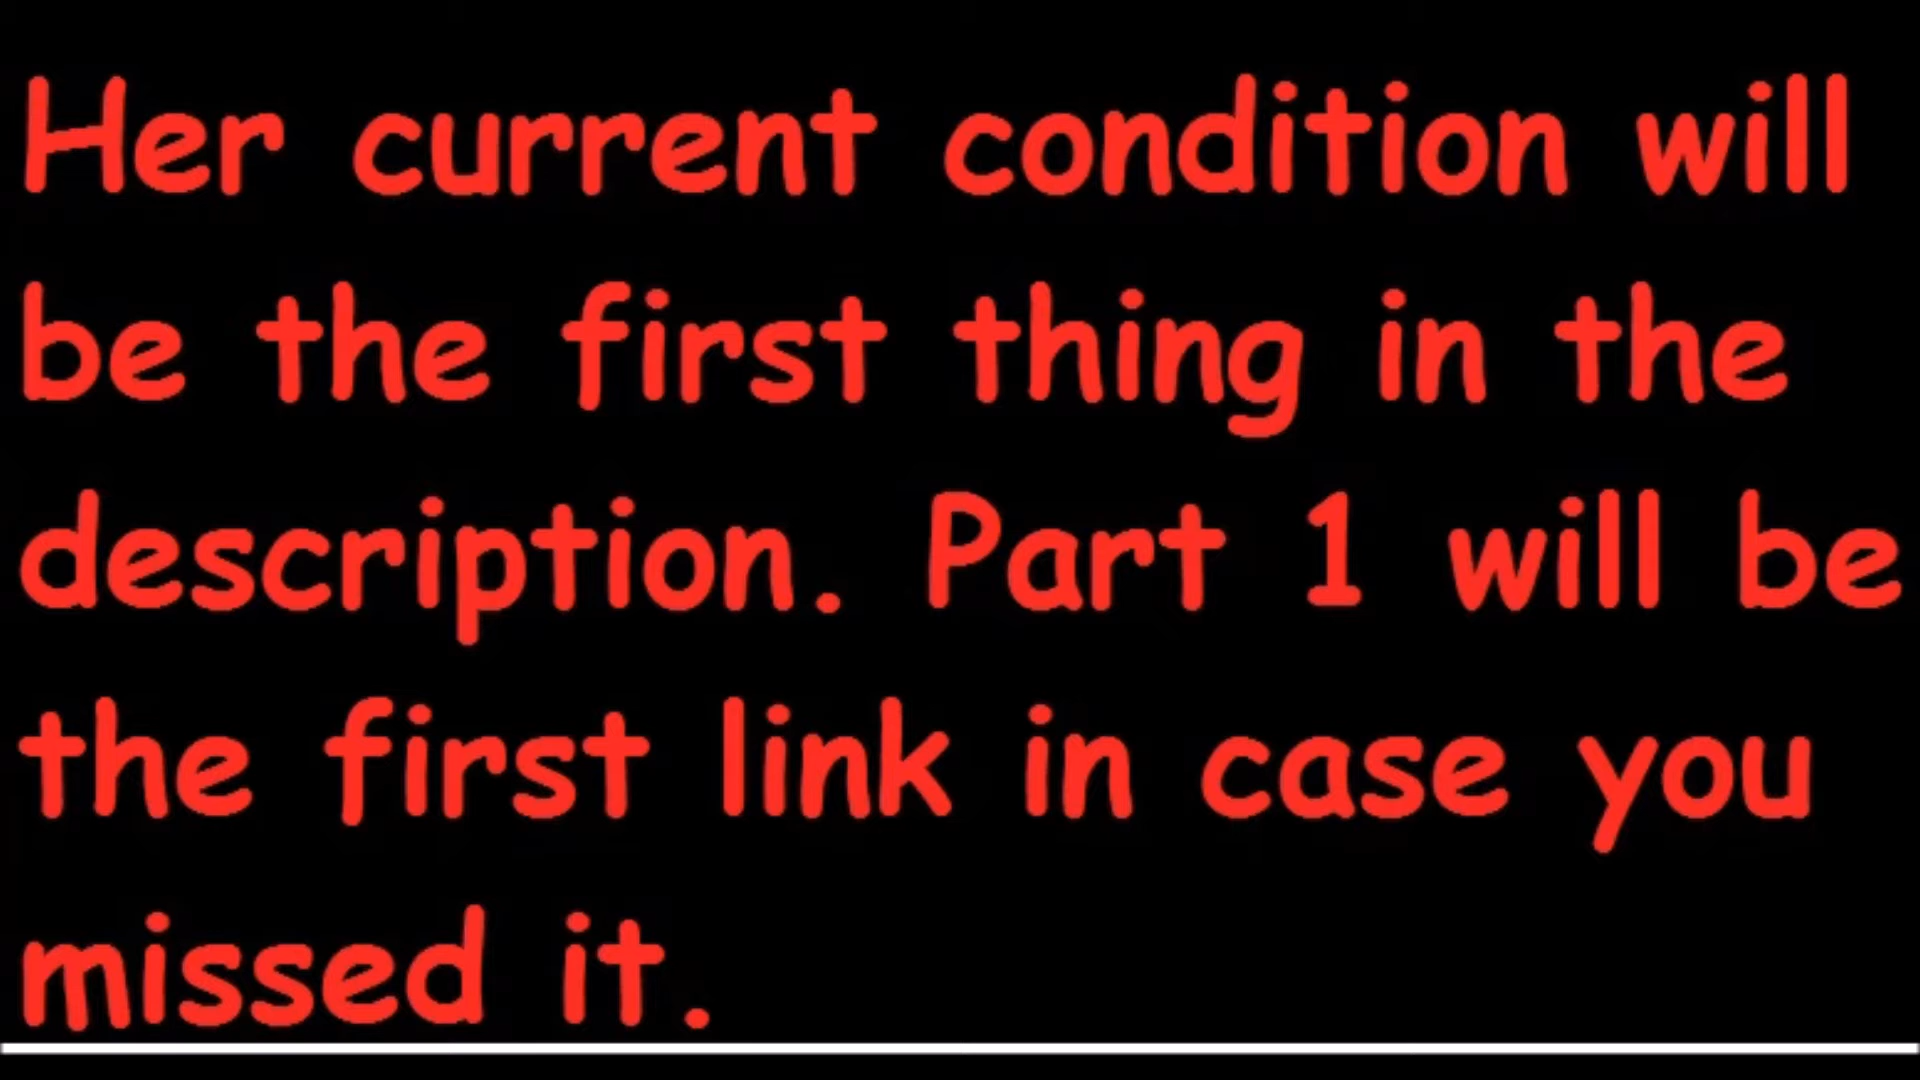 Her current condition will
be the first thing in the
description. Part 1 will be
the first link in case you
missed it.